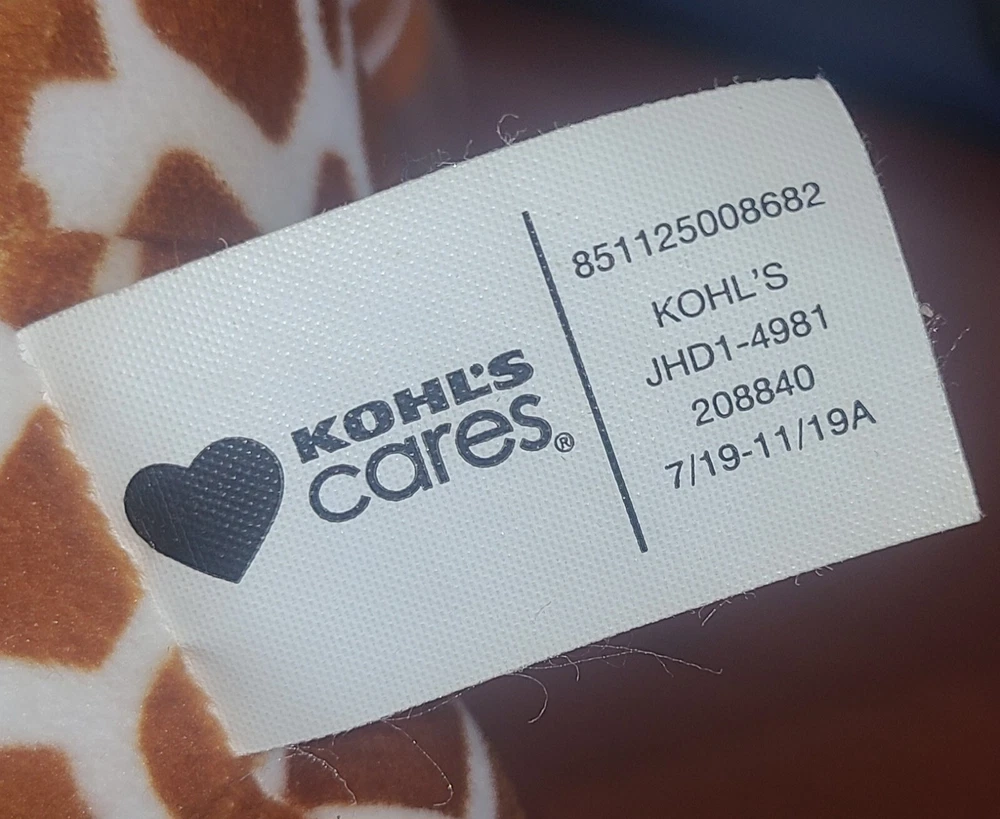 KOHL'S
cares®
851125008682
KOHL'S
JHD1-4981
208840
7/19-11/19A